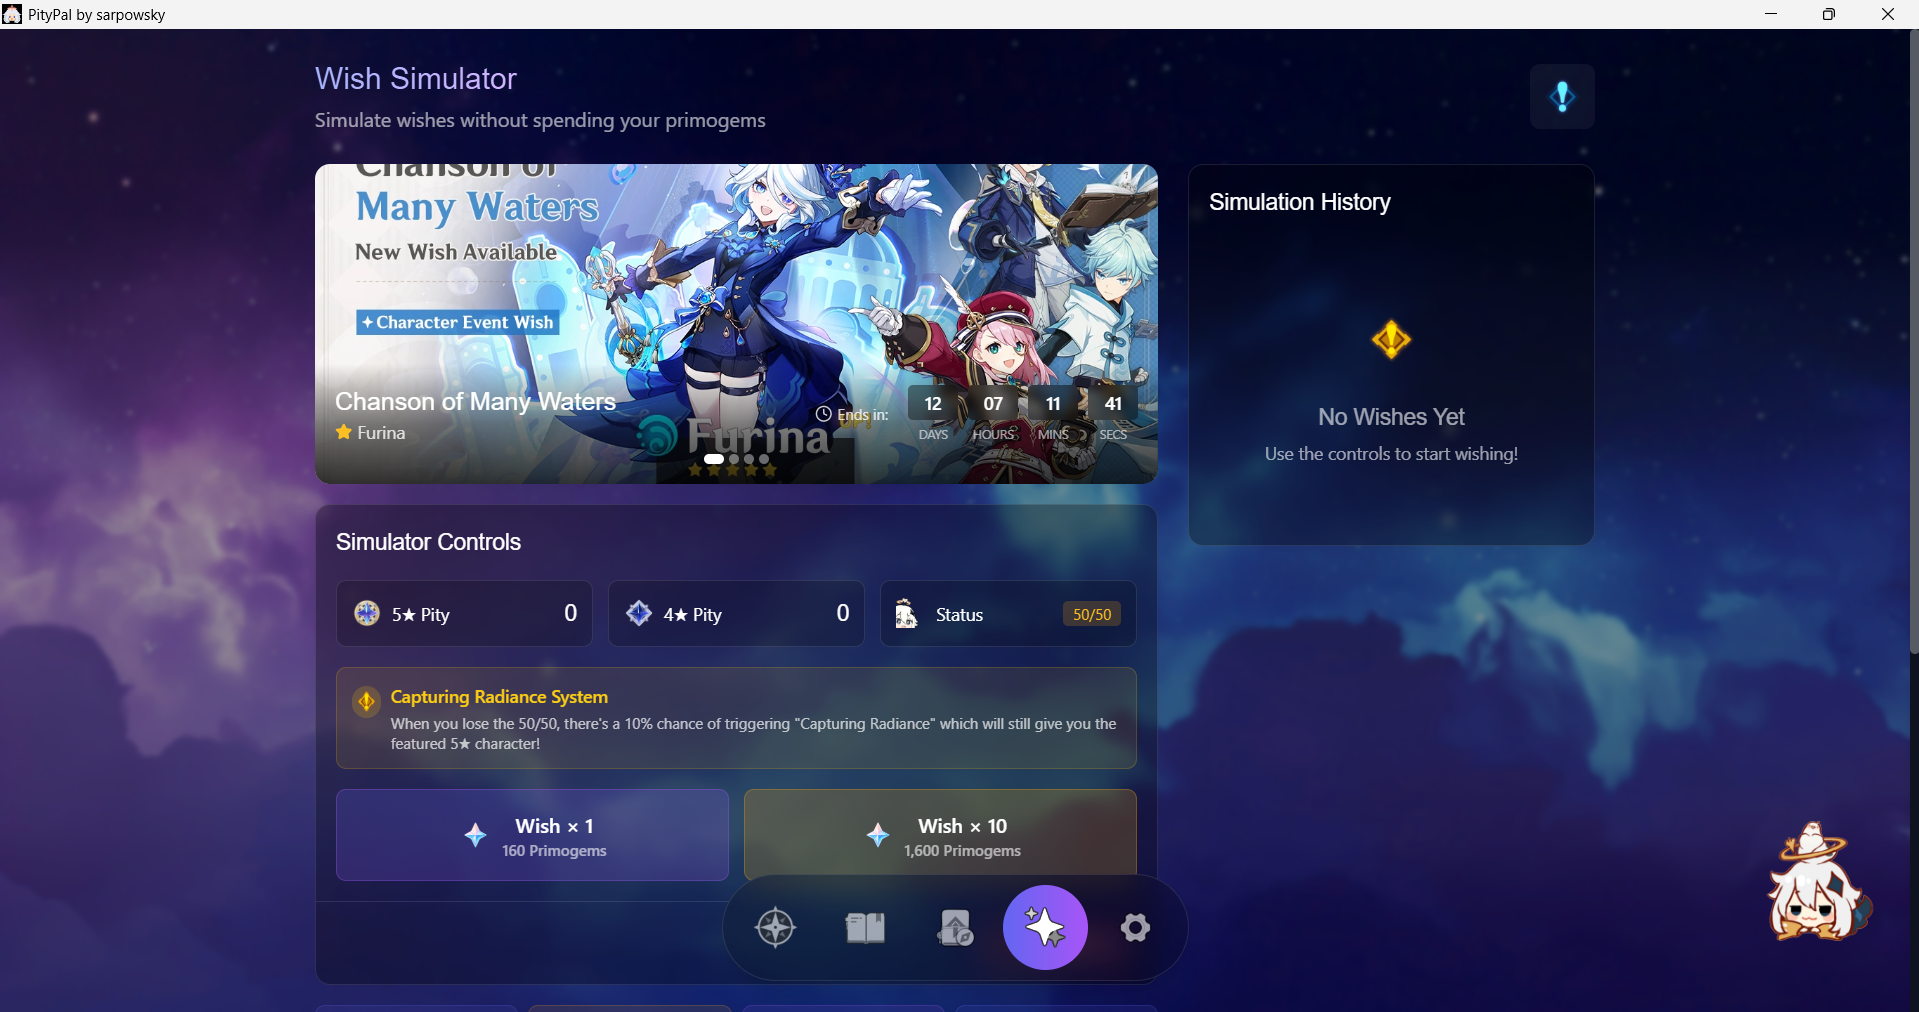 PityPal by sarpowsky
Wish Simulator
Simulate wishes without spending your primogems
Chanson of
Many Waters
New Wish Available
Character Event Wish
Chanson of Many Waters
Furina
Furina
UP!
Ends in:
12 07 11 41
DAYS HOURS MINS SECS
Simulation History
No Wishes Yet
Use the controls to start wishing!
Simulator Controls
5★ Pity 0
4★ Pity 0
Status 50/50
Capturing Radiance System
When you lose the 50/50, there's a 10% chance of triggering "Capturing Radiance" which will still give you the
featured 5★ character!
Wish × 1
160 Primogems
Wish × 10
1,600 Primogems